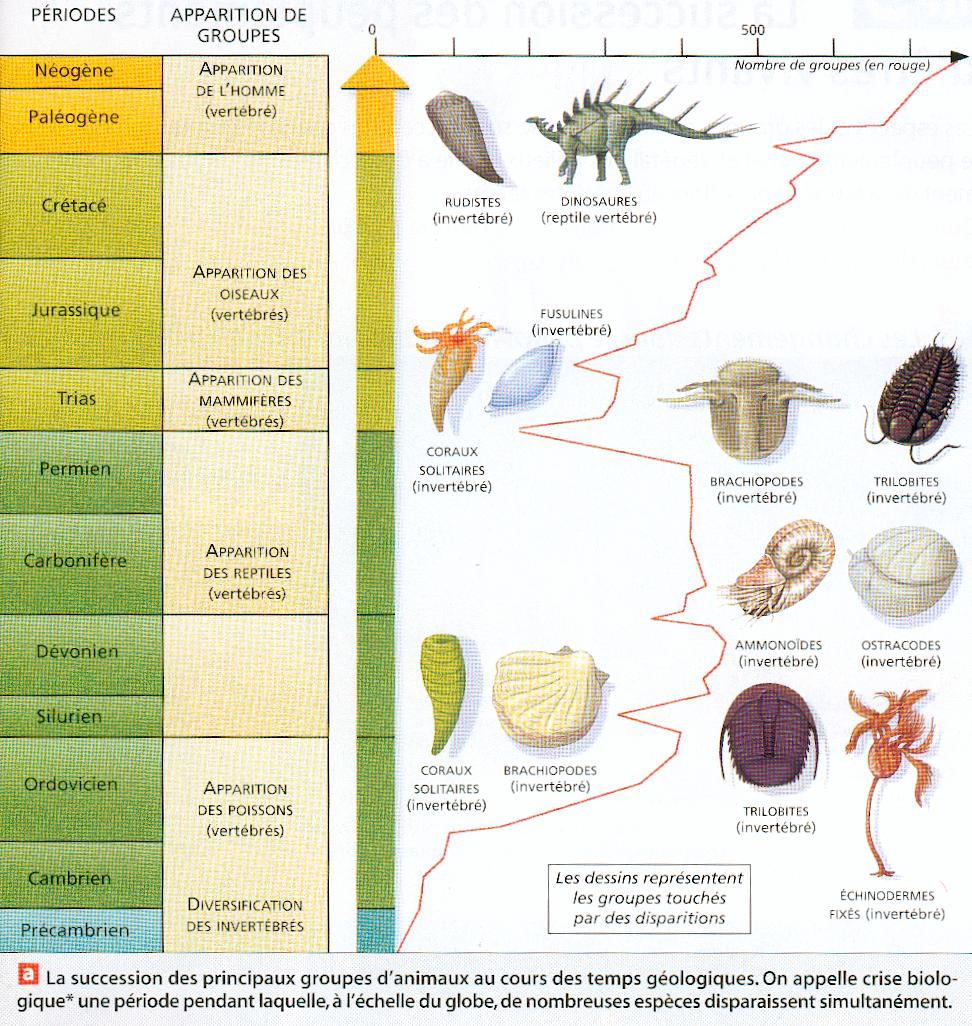 PÉRIODES
APPARITION DE
GROUPES
0
500
Nombre de groupes (en rouge)
Néogène
Paléogène
Crétacé
Jurassique
Trias
Permien
Carbonifère
Dévonien
Silurien
Ordovicien
Cambrien
Précambrien
APPARITION
DE L'HOMME
(vertébré)
APPARITION DES
OISEAUX
(vertébrés)
APPARITION DES
MAMMIFÈRES
(vertébrés)
APPARITION
DES REPTILES
(vertébrés)
APPARITION
DES POISSONS
(vertébrés)
DIVERSIFICATION
DES INVERTÉBRÉS
RUDISTES
(invertébré)
DINOSAURES
(reptile vertébré)
FUSULINES
(invertébré)
CORAUX
SOLITAIRES
(invertébré)
BRACHIOPODES
(invertébré)
TRILOBITES
(invertébré)
AMMONOÏDES
(invertébré)
OSTRACODES
(invertébré)
CORAUX
SOLITAIRES
(invertébré)
BRACHIOPODES
(invertébré)
TRILOBITES
(invertébré)
ÉCHINODERMES
FIXÉS (invertébré)
Les dessins représentent
les groupes touchés
par des disparitions
a La succession des principaux groupes d'animaux au cours des temps géologiques. On appelle crise biolo-
gique* une période pendant laquelle, à l'échelle du globe, de nombreuses espèces disparaissent simultanément.